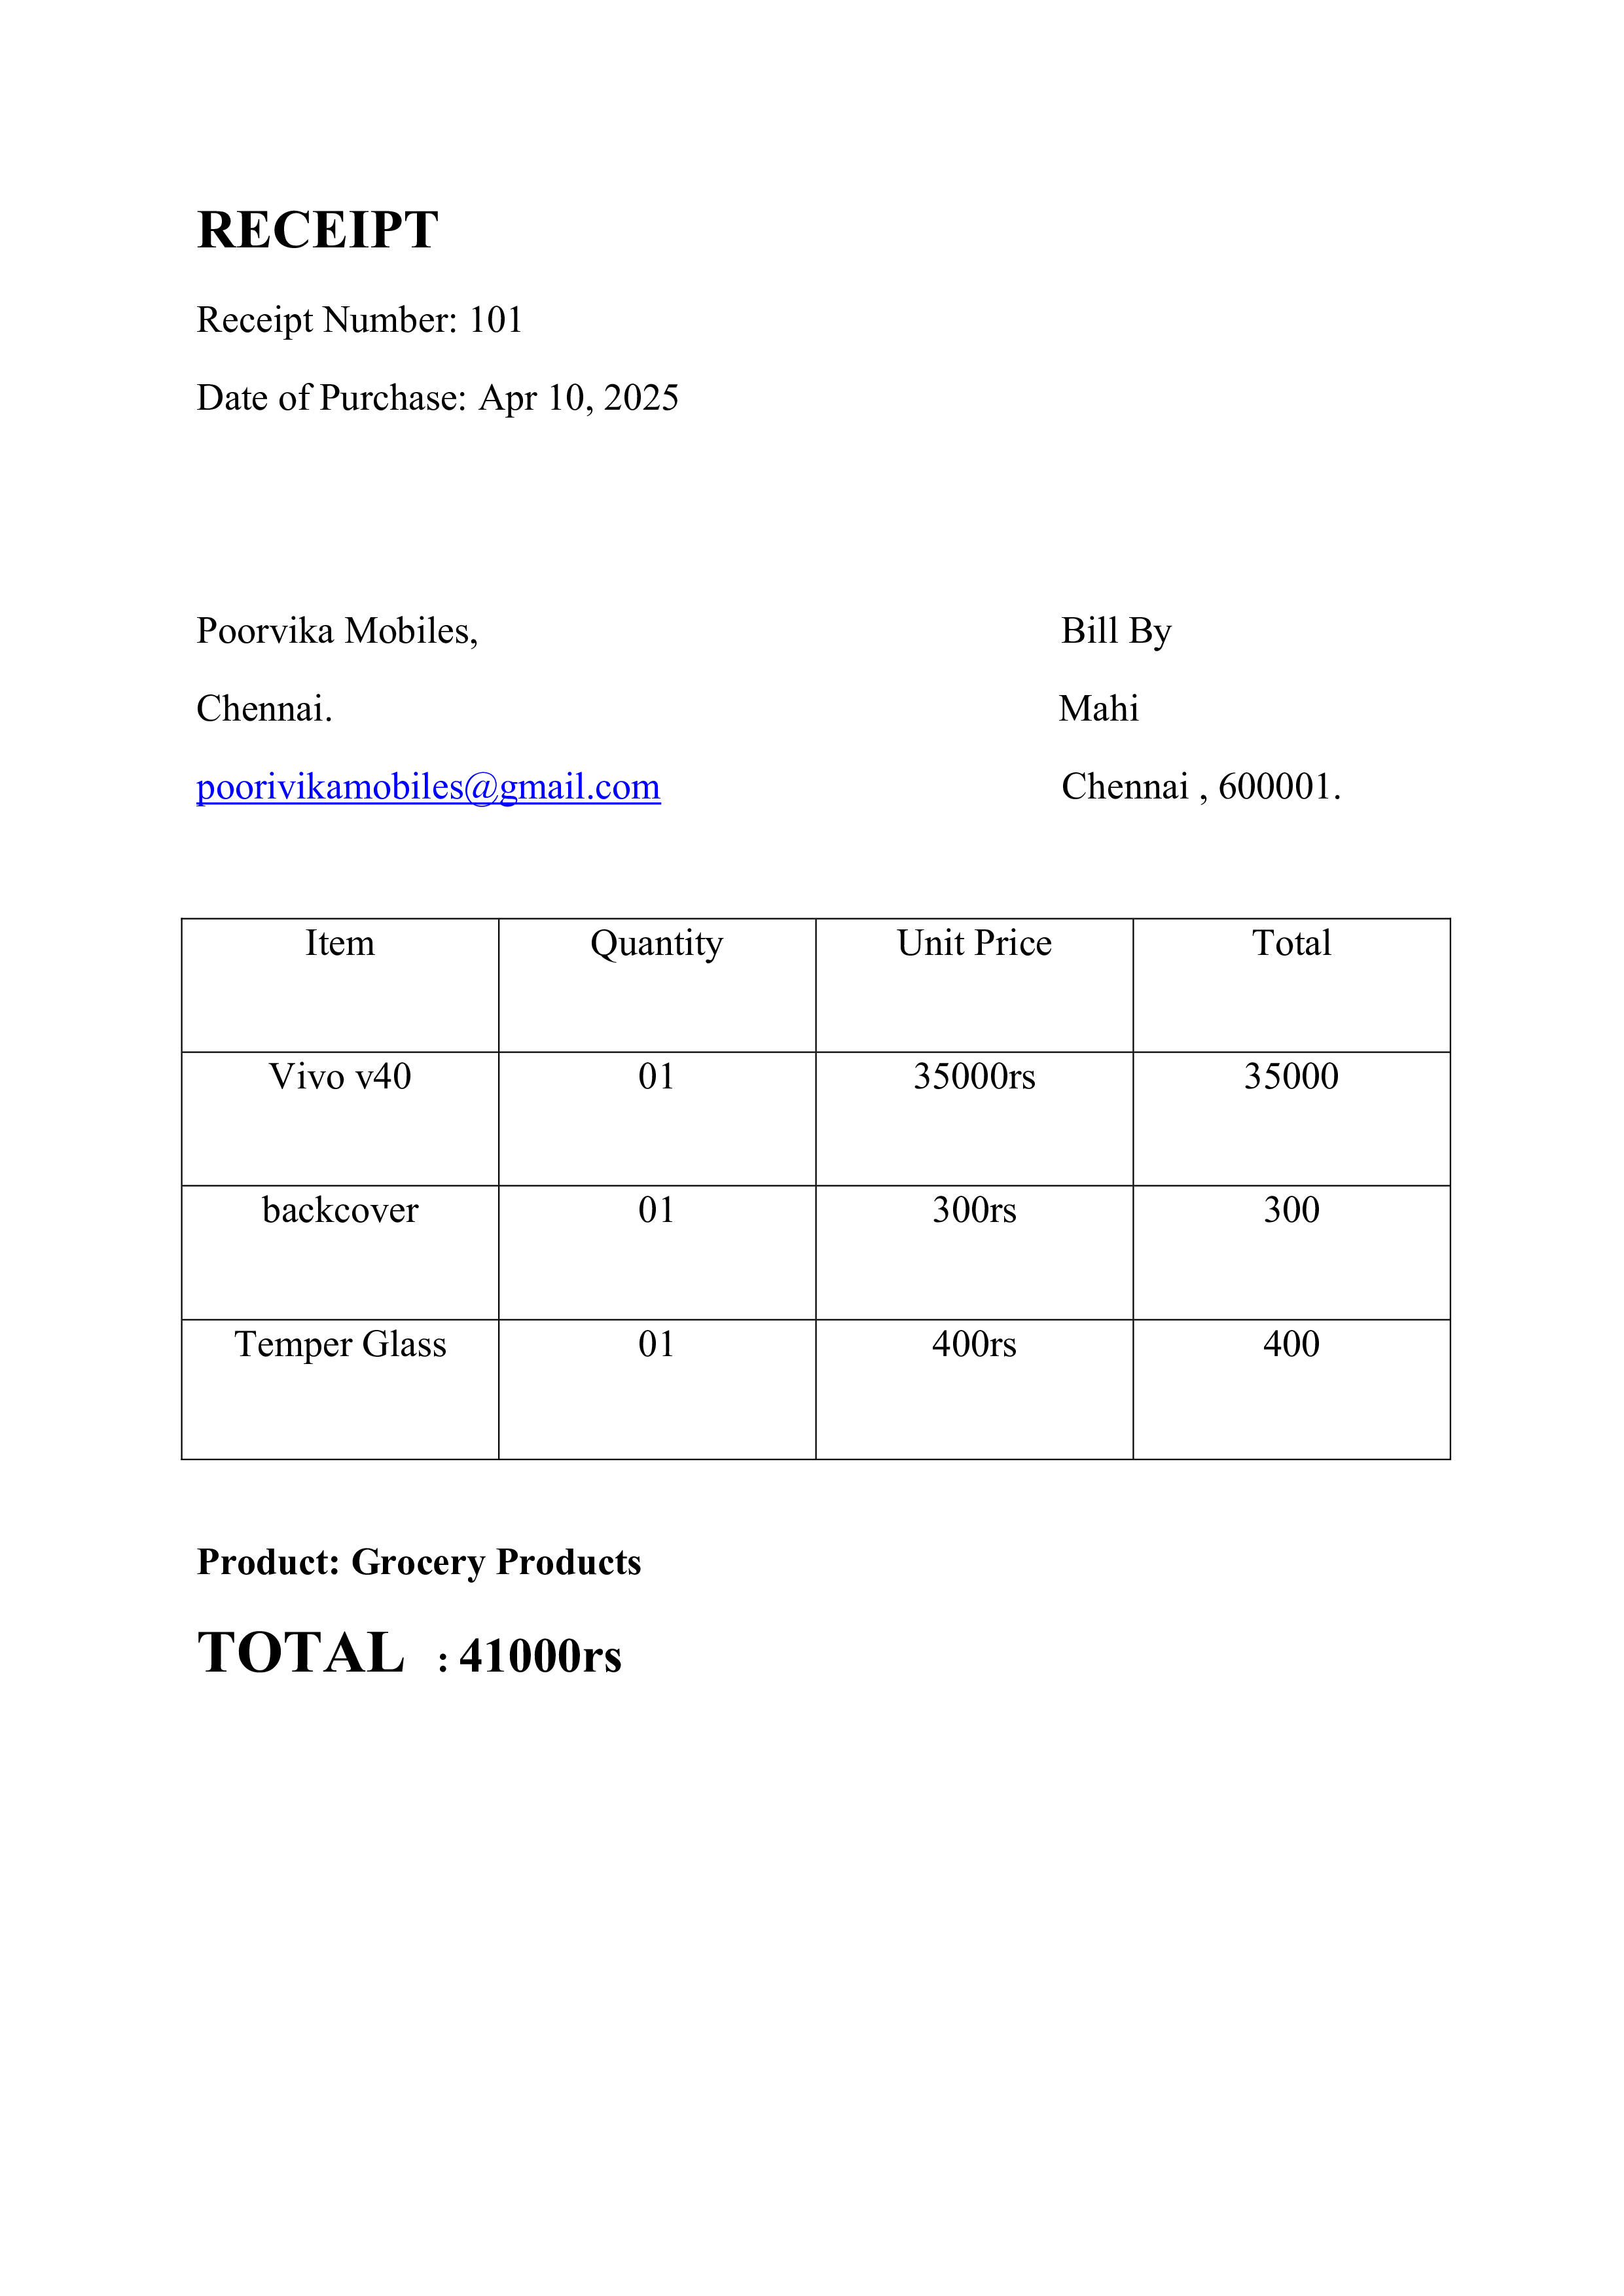 RECEIPT
Receipt Number: 101
Date of Purchase: Apr 10, 2025
Poorvika Mobiles, Bill By
Chennai. Mahi
poorivikamobiles@gmail.com Chennai , 600001.
Item Quantity Unit Price Total
Vivo v40 01 35000rs 35000
backcover 01 300rs 300
Temper Glass 01 400rs 400
Product: Grocery Products
TOTAL : 41000rs